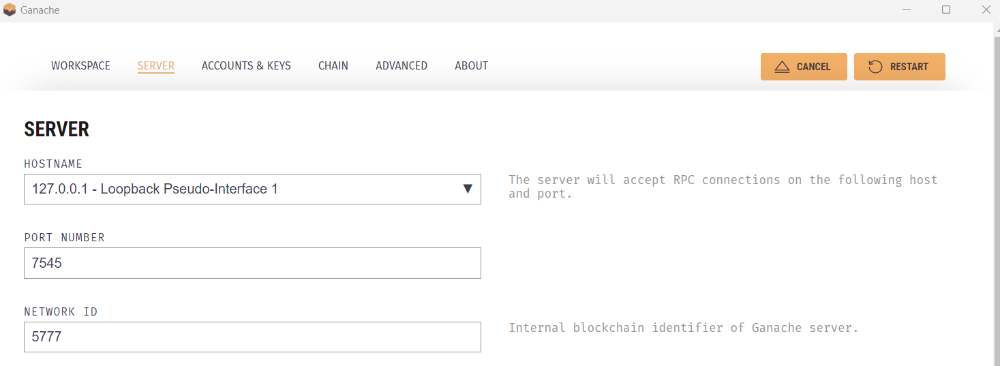 Ganache
WORKSPACE SERVER ACCOUNTS & KEYS CHAIN ADVANCED ABOUT CANCEL RESTART
SERVER
HOSTNAME
127.0.0.1 - Loopback Pseudo-Interface 1
The server will accept RPC connections on the following host
and port.
PORT NUMBER
7545
NETWORK ID
5777
Internal blockchain identifier of Ganache server.